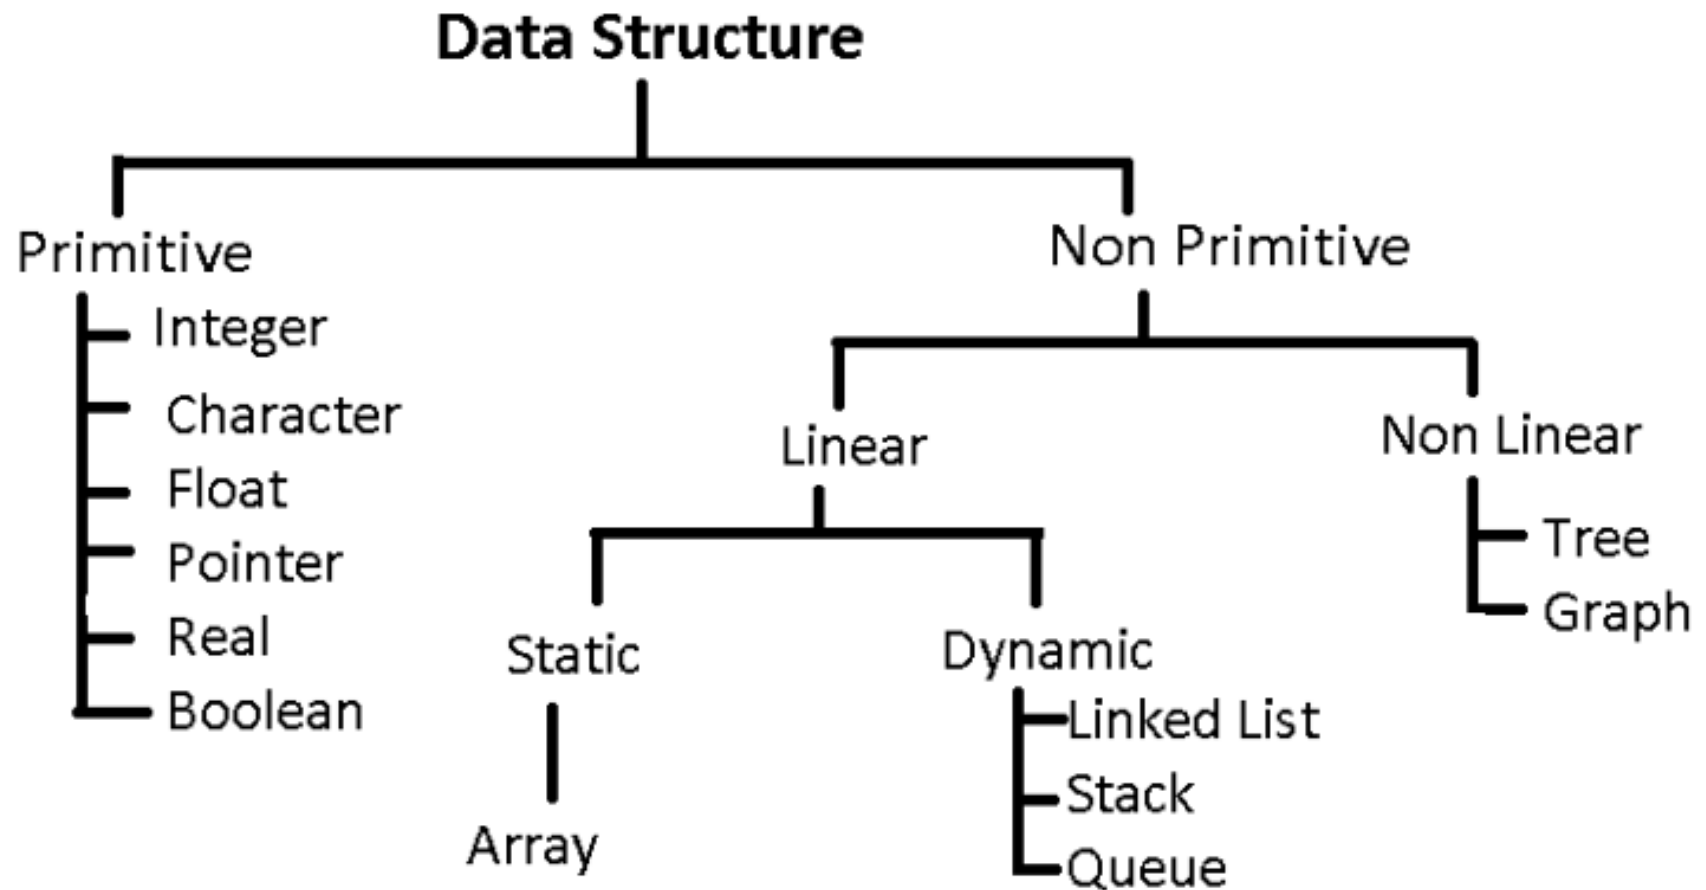 Data Structure
Primitive
Non Primitive
Integer
Character
Float
Pointer
Real
Boolean
Linear
Non Linear
Tree
Graph
Static
Dynamic
Array
Linked List
Stack
Queue